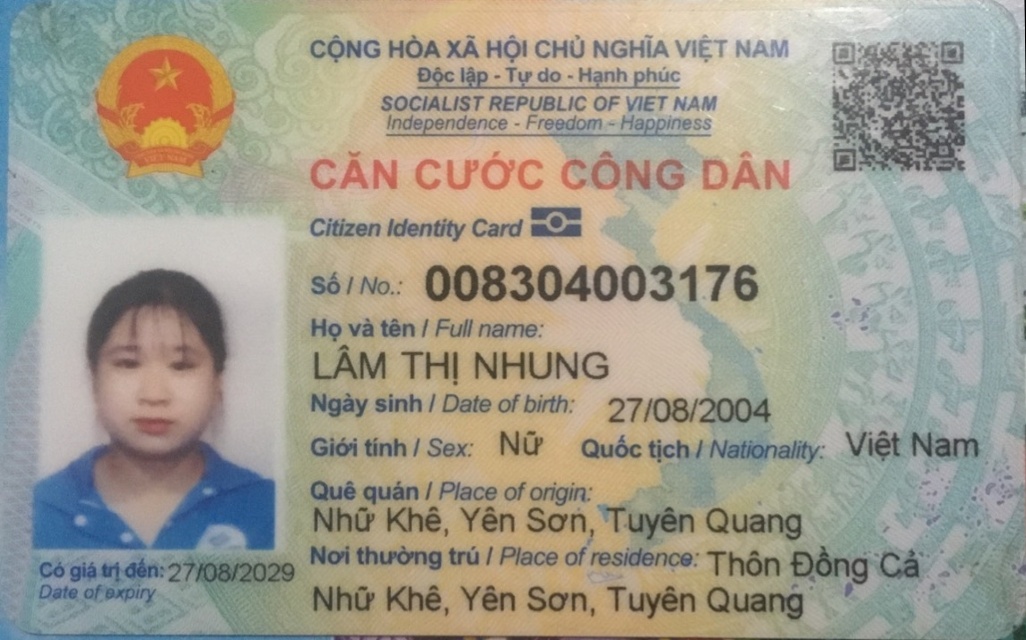 CỘNG HÒA XÃ HỘI CHỦ NGHĨA VIỆT NAM
Độc lập - Tự do - Hạnh phúc
SOCIALIST REPUBLIC OF VIET NAM
Independence - Freedom - Happiness
CĂN CƯỚC CÔNG DÂN
Citizen Identity Card
Số / No.: 008304003176
Họ và tên / Full name:
LÂM THỊ NHUNG
Ngày sinh / Date of birth: 27/08/2004
Giới tính / Sex: Nữ Quốc tịch / Nationality: Việt Nam
Quê quán / Place of origin:
Nhữ Khê, Yên Sơn, Tuyên Quang
Nơi thường trú / Place of residence: Thôn Đồng Cả
Nhữ Khê, Yên Sơn, Tuyên Quang
Có giá trị đến: 27/08/2029
Date of expiry
VIỆT NAM